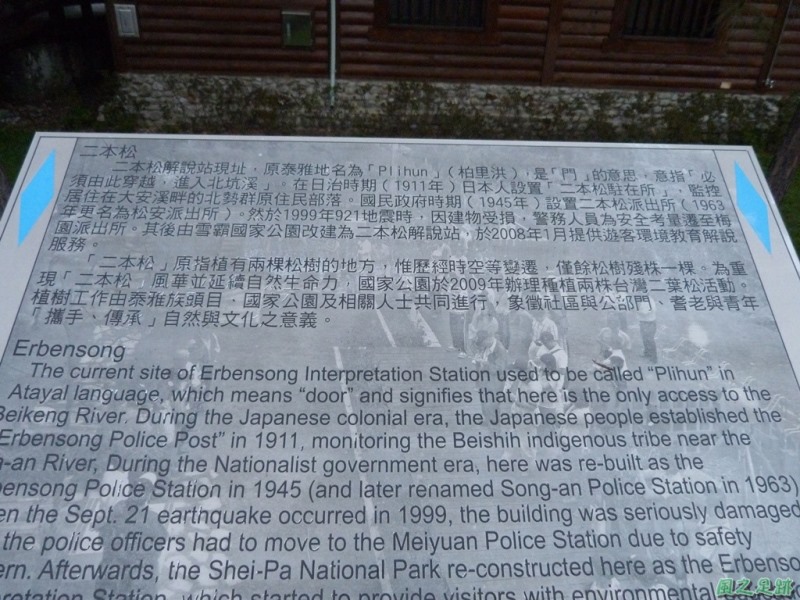 二本松
二本松解說站現址，原泰雅地名為「Plihun」（柏里洪），是「門」的意思，意指「必
須由此穿越，進入北坑溪」。在日治時期（1911年）日本人設置「二本松駐在所」，監控
居住在大安溪畔的北勢群原住民部落。國民政府時期（1945年）設置二本松派出所（1963
年更名為松安派出所）。然於1999年921地震時，因建物受損，警務人員為安全考量遷至梅
園派出所。其後由雪霸國家公園改建為二本松解說站，於2008年1月提供遊客環境教育解說
服務。
「二本松」原指植有兩棵松樹的地方，惟歷經時空等變遷，僅餘松樹殘株一棵。為重
現「二本松」風華並延續自然生命力，國家公園於2009年辦理種植兩株台灣二葉松活動。
植樹工作由泰雅族頭目、國家公園及相關人士共同進行，象徵社區與公部門、耆老與青年
「攜手、傳承」自然與文化之意義。
Erbensong
The current site of Erbensong Interpretation Station used to be called “Plihun” in
Atayal language, which means “door” and signifies that here is the only access to the
Beikeng River. During the Japanese colonial era, the Japanese people established the
Erbensong Police Post” in 1911, monitoring the Beishih indigenous tribe near the
a-an River, During the Nationalist government era, here was re-built as the
bensong Police Station in 1945 (and later renamed Song-an Police Station in 1963)
en the Sept. 21 earthquake occurred in 1999, the building was seriously damaged
the police officers had to move to the Meiyuan Police Station due to safety
ern. Afterwards, the Shei-Pa National Park re-constructed here as the Erbenso
pretation Station, which started to provide visitors with environmental
風之足跡